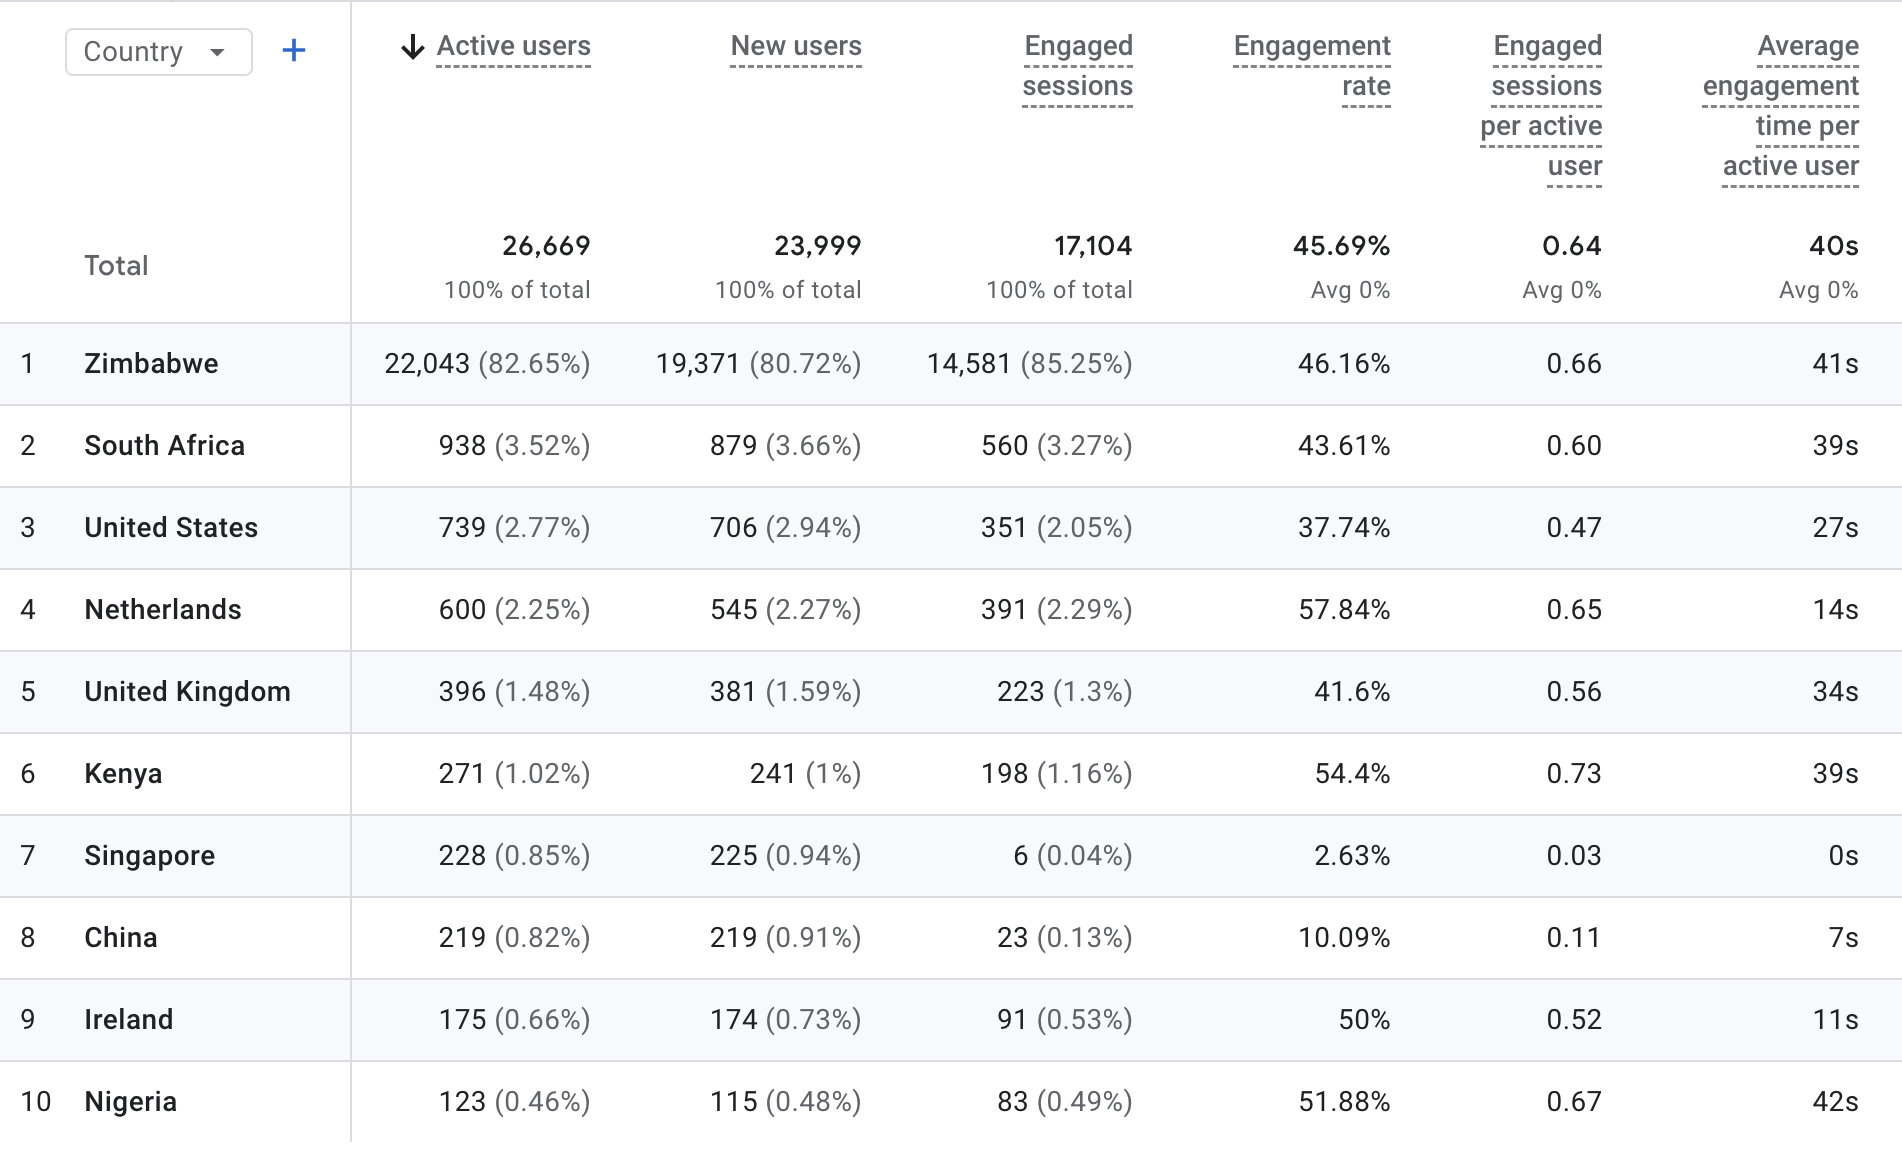 Country + Active users New users Engaged sessions Engagement rate Engaged sessions per active user Average engagement time per active user
Total 26,669 23,999 17,104 45.69% 0.64 40s
100% of total 100% of total 100% of total Avg 0% Avg 0% Avg 0%
1 Zimbabwe 22,043 (82.65%) 19,371 (80.72%) 14,581 (85.25%) 46.16% 0.66 41s
2 South Africa 938 (3.52%) 879 (3.66%) 560 (3.27%) 43.61% 0.60 39s
3 United States 739 (2.77%) 706 (2.94%) 351 (2.05%) 37.74% 0.47 27s
4 Netherlands 600 (2.25%) 545 (2.27%) 391 (2.29%) 57.84% 0.65 14s
5 United Kingdom 396 (1.48%) 381 (1.59%) 223 (1.3%) 41.6% 0.56 34s
6 Kenya 271 (1.02%) 241 (1%) 198 (1.16%) 54.4% 0.73 39s
7 Singapore 228 (0.85%) 225 (0.94%) 6 (0.04%) 2.63% 0.03 0s
8 China 219 (0.82%) 219 (0.91%) 23 (0.13%) 10.09% 0.11 7s
9 Ireland 175 (0.66%) 174 (0.73%) 91 (0.53%) 50% 0.52 11s
10 Nigeria 123 (0.46%) 115 (0.48%) 83 (0.49%) 51.88% 0.67 42s